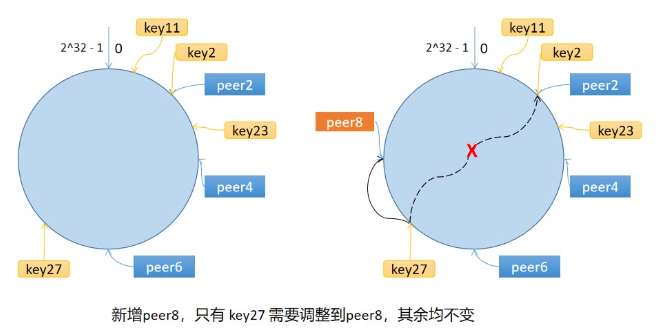 key11
2^32 - 1
0
key2
peer2
key23
peer4
key27
peer6
key11
2^32 - 1
0
key2
peer2
peer8
key23
X
peer4
key27
peer6
新增peer8，只有 key27 需要调整到peer8，其余均不变